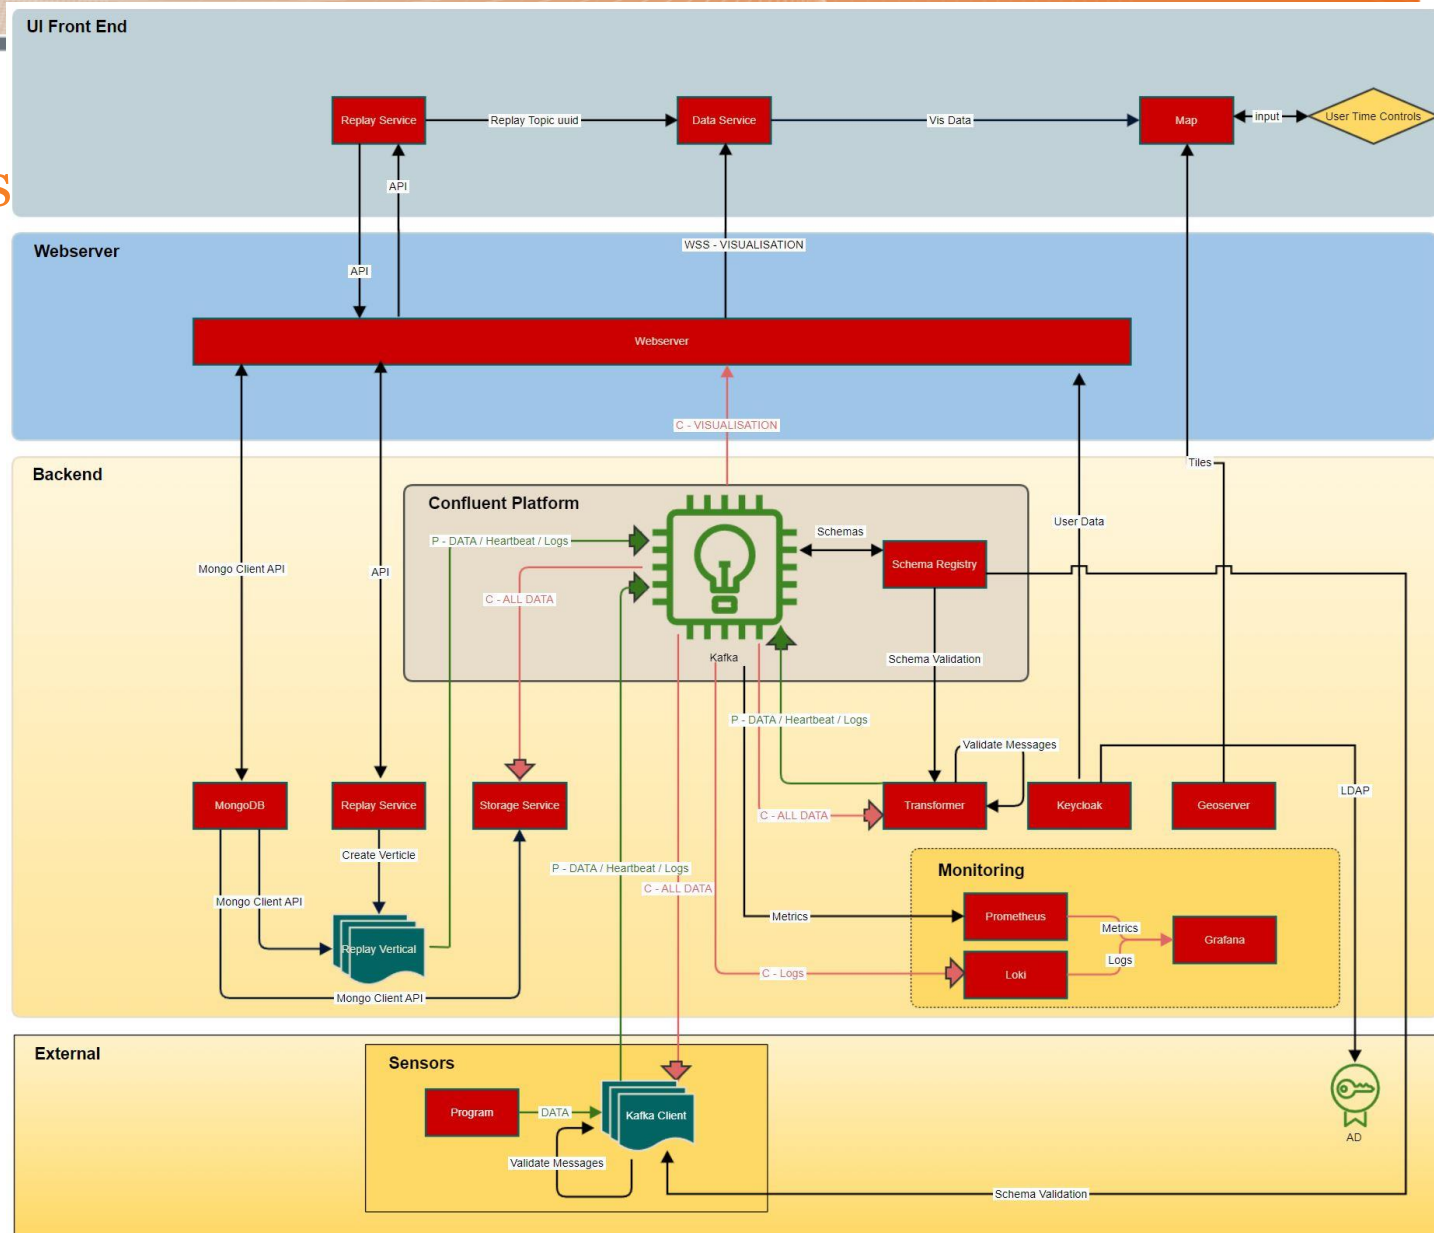 UI Front End
Replay Service
Replay Topic uuid
Data Service
Vis Data
Map
input
User Time Controls
API
S
WSS - VISUALISATION
Webserver
API
Webserver
C - VISUALISATION
Backend
Tiles
Confluent Platform
User Data
Schemas
P - DATA / Heartbeat / Logs
Schema Registry
Mongo Client API
API
C - ALL DATA
Kafka
Schema Validation
P - DATA / Heartbeat / Logs
Validate Messages
LDAP
MongoDB
Replay Service
Storage Service
Transformer
Keycloak
Geoserver
C - ALL DATA
Create Verticle
P - DATA / Heartbeat / Logs
Monitoring
C - ALL DATA
Mongo Client API
Prometheus
Metrics
Metrics
Grafana
Replay Vertical
Logs
C - Logs
Loki
Mongo Client API
External
Sensors
Program
DATA
Kafka Client
AD
Validate Messages
Schema Validation